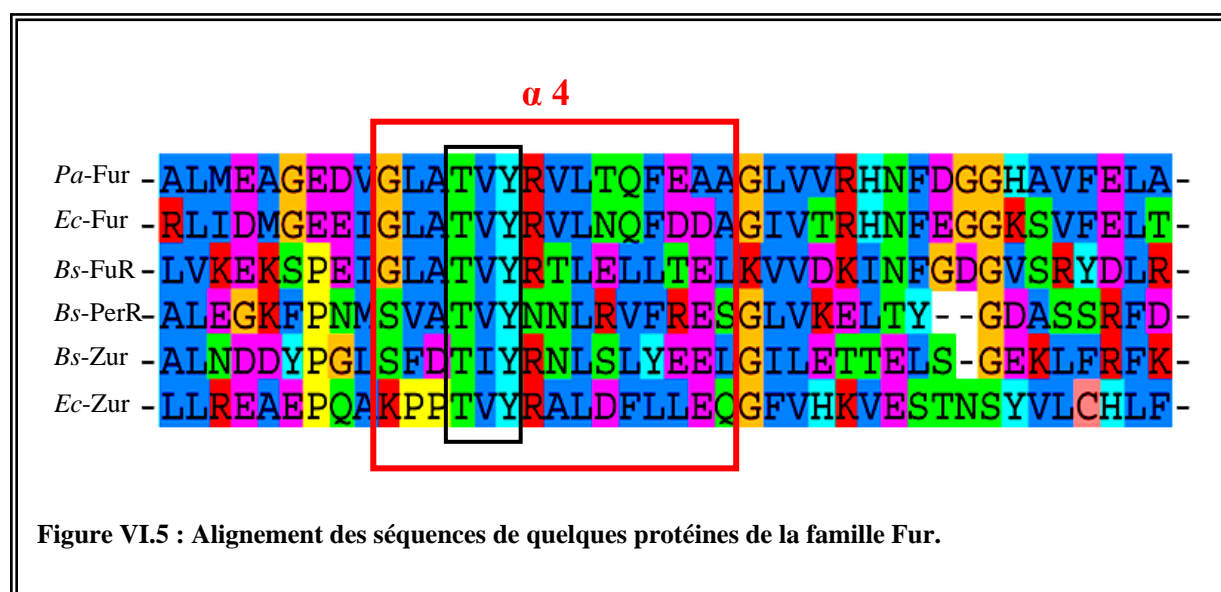 α 4
Pa-Fur -ALMEAGEDVGLATVYRVLTQFEAAGLVVRHNFDGGHAVFELA-
Ec-Fur -RLIDMGEEIGLATVYRVLNQFDDAGIVTRHNFEGGKSVFELT-
Bs-FuR -LVKEKSPEIGLATVYRTLELLTELKVVDKINFGDGVSRYDLR-
Bs-PerR -ALEGKFPNMSVATVYNNLRVFRESGLVKELTY--GDASSRFD-
Bs-Zur -ALNDDYPGLSFDTIYRNLSLYEELGILETTELS-GEKLFRFK-
Ec-Zur -LLREAEPQAKPPTVYRALDFLLEQGFVHKVESTNSYVLCHLF-
Figure VI.5 : Alignement des séquences de quelques protéines de la famille Fur.